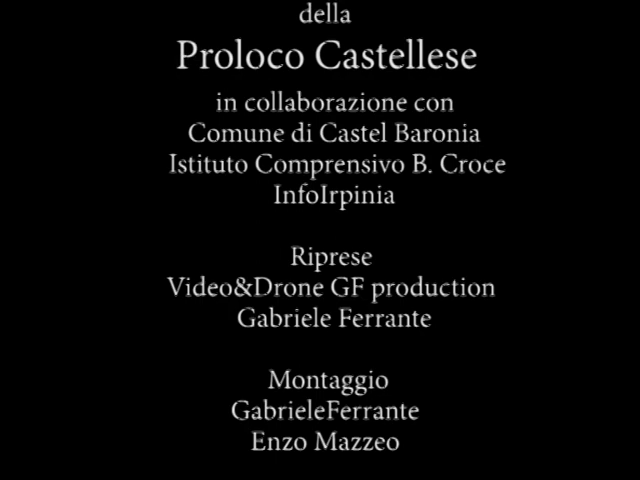 della
Proloco Castellese
in collaborazione con
Comune di Castel Baronia
Istituto Comprensivo B. Croce
InfoIrpinia
Riprese
Video&Drone GF production
Gabriele Ferrante
Montaggio
GabrieleFerrante
Enzo Mazzeo